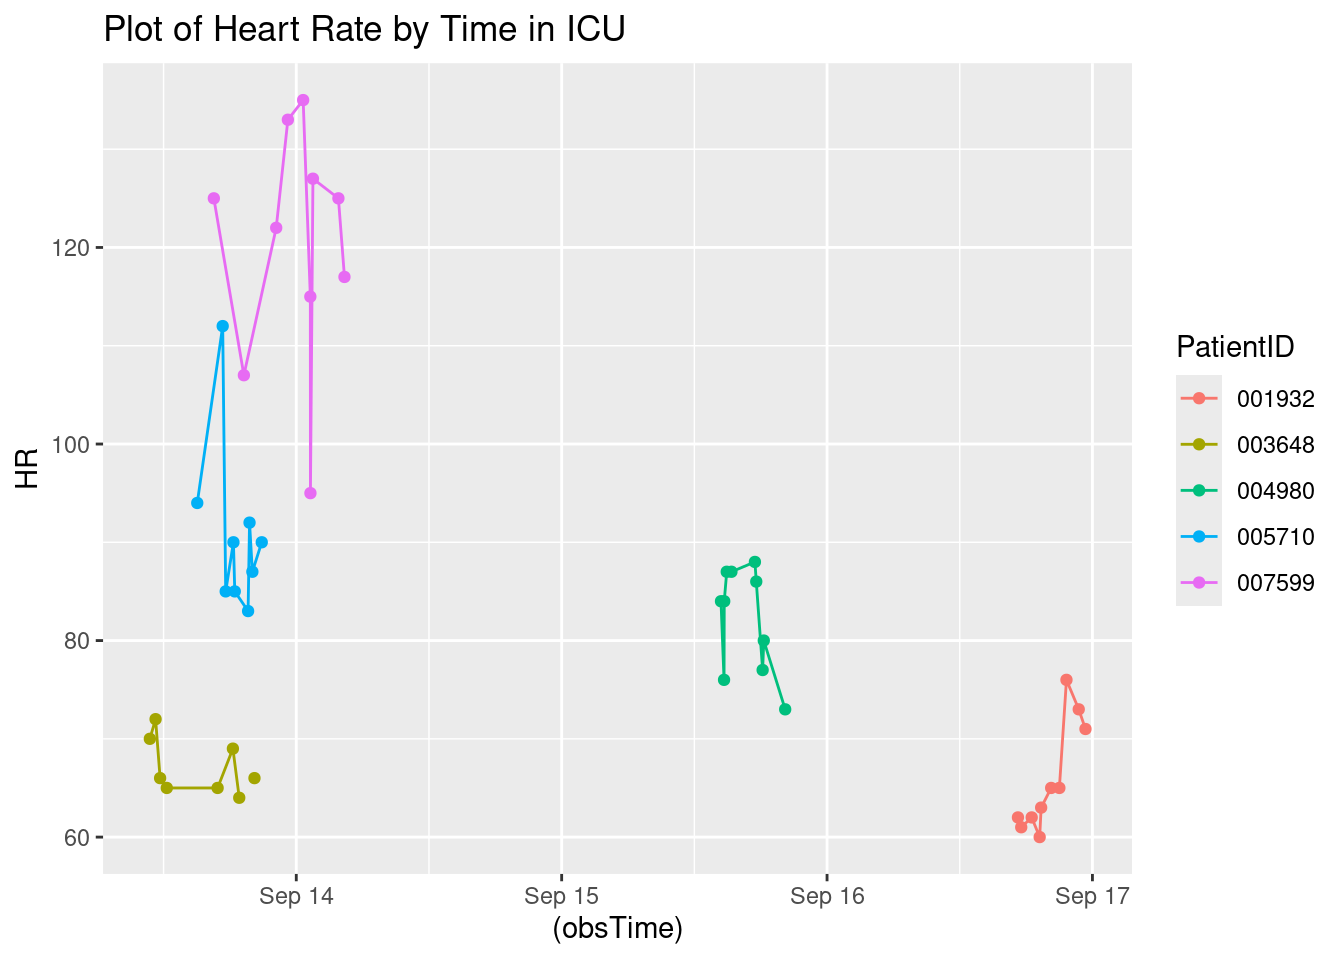 Plot of Heart Rate by Time in ICU
120
100
80
60
HR
Sep 14
Sep 15
Sep 16
Sep 17
(obsTime)
PatientID
001932
003648
004980
005710
007599